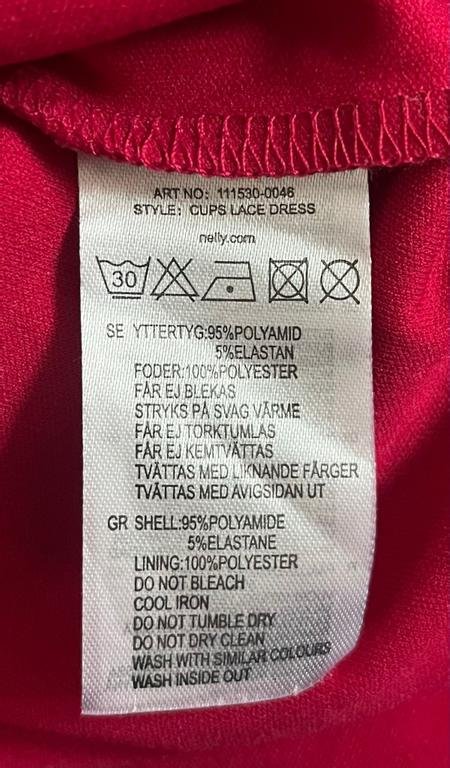 ART NO: 111530-0046
STYLE: CUPS LACE DRESS
nelly.com
30
SE YTTERTYG:95%POLYAMID
5%ELASTAN
FODER:100%POLYESTER
FÅR EJ BLEKAS
STRYKS PÅ SVAG VÄRME
FÅR EJ TORKTUMLAS
FÅR EJ KEMTVÄTTAS
TVÄTTAS MED LIKNANDE FÄRGER
TVÄTTAS MED AVIGSIDAN UT
GR SHELL:95%POLYAMIDE
5%ELASTANE
LINING:100%POLYESTER
DO NOT BLEACH
COOL IRON
DO NOT TUMBLE DRY
DO NOT DRY CLEAN
WASH WITH SIMILAR COLOURS
WASH INSIDE OUT